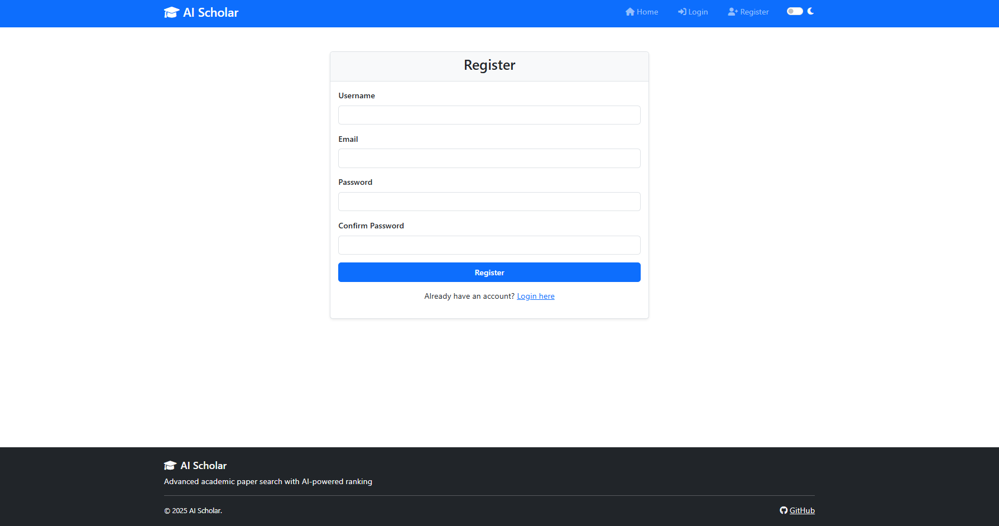 AI Scholar
Home
Login
Register
Register
Username
Email
Password
Confirm Password
Register
Already have an account? Login here
AI Scholar
Advanced academic paper search with AI-powered ranking
© 2025 AI Scholar.
GitHub